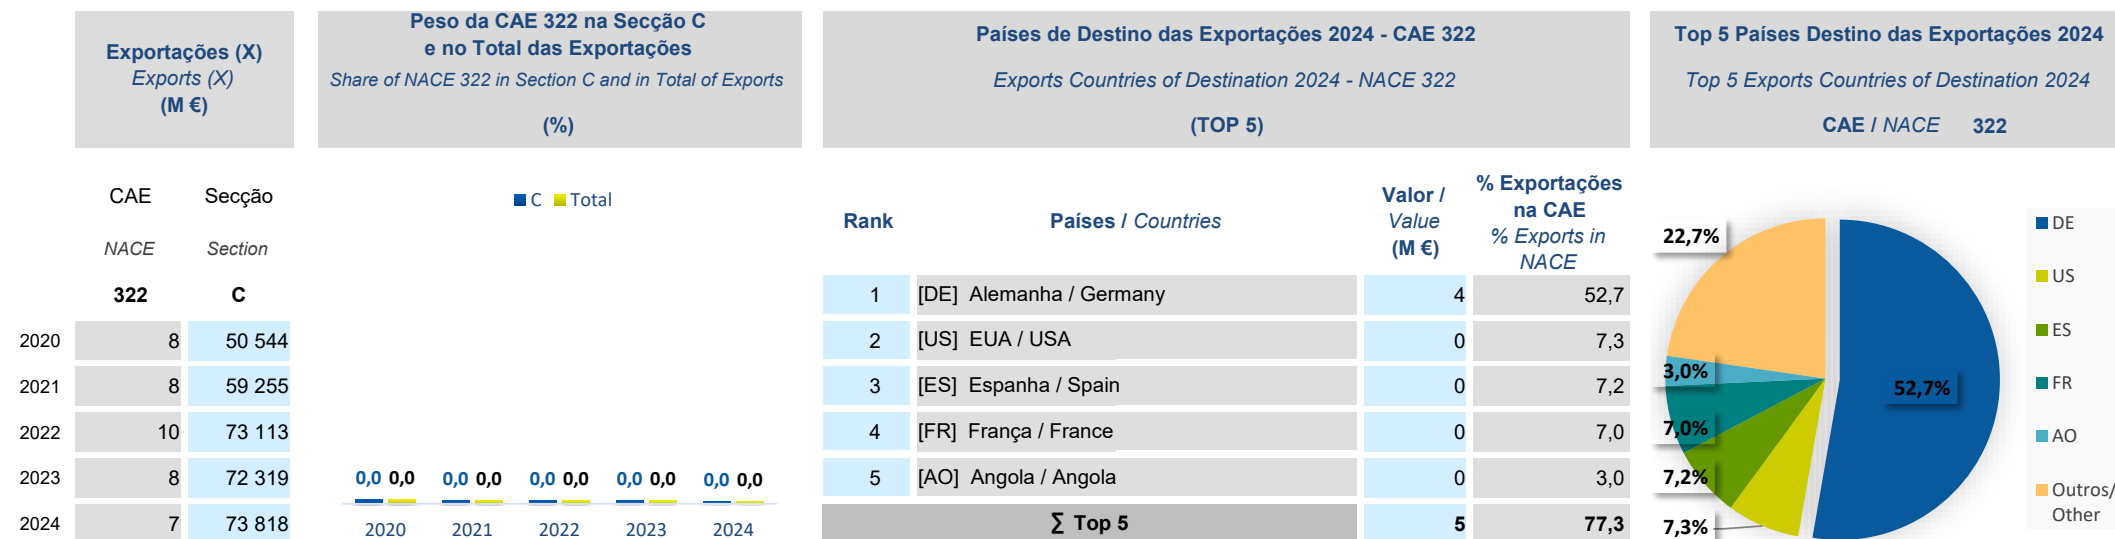 Exportações (X)
Exports (X)
(M €)
Peso da CAE 322 na Secção C
e no Total das Exportações
Share of NACE 322 in Section C and in Total of Exports
(%)
Países de Destino das Exportações 2024 - CAE 322
Exports Countries of Destination 2024 - NACE 322
(TOP 5)
Top 5 Países Destino das Exportações 2024
Top 5 Exports Countries of Destination 2024
CAE / NACE 322
CAE Secção
NACE Section
322 C
2020 8 50 544
2021 8 59 255
2022 10 73 113
2023 8 72 319
2024 7 73 818
C Total
0,0 0,0 0,0 0,0 0,0 0,0 0,0 0,0 0,0 0,0
2020 2021 2022 2023 2024
Rank
Países / Countries
Valor /
Value
(M €)
% Exportações
na CAE
% Exports in
NACE
1 [DE] Alemanha / Germany 4 52,7
2 [US] EUA / USA 0 7,3
3 [ES] Espanha / Spain 0 7,2
4 [FR] França / France 0 7,0
5 [AO] Angola / Angola 0 3,0
∑ Top 5 5 77,3
22,7%
3,0%
7,0%
7,2%
7,3%
52,7%
DE
US
ES
FR
AO
Outros/
Other